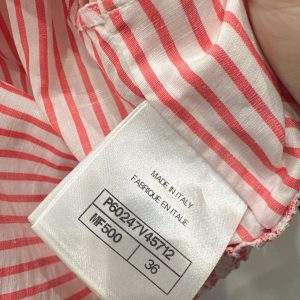 MADE IN ITALY
FABRIQUE EN ITALIE
P60247V45712
MF500
36